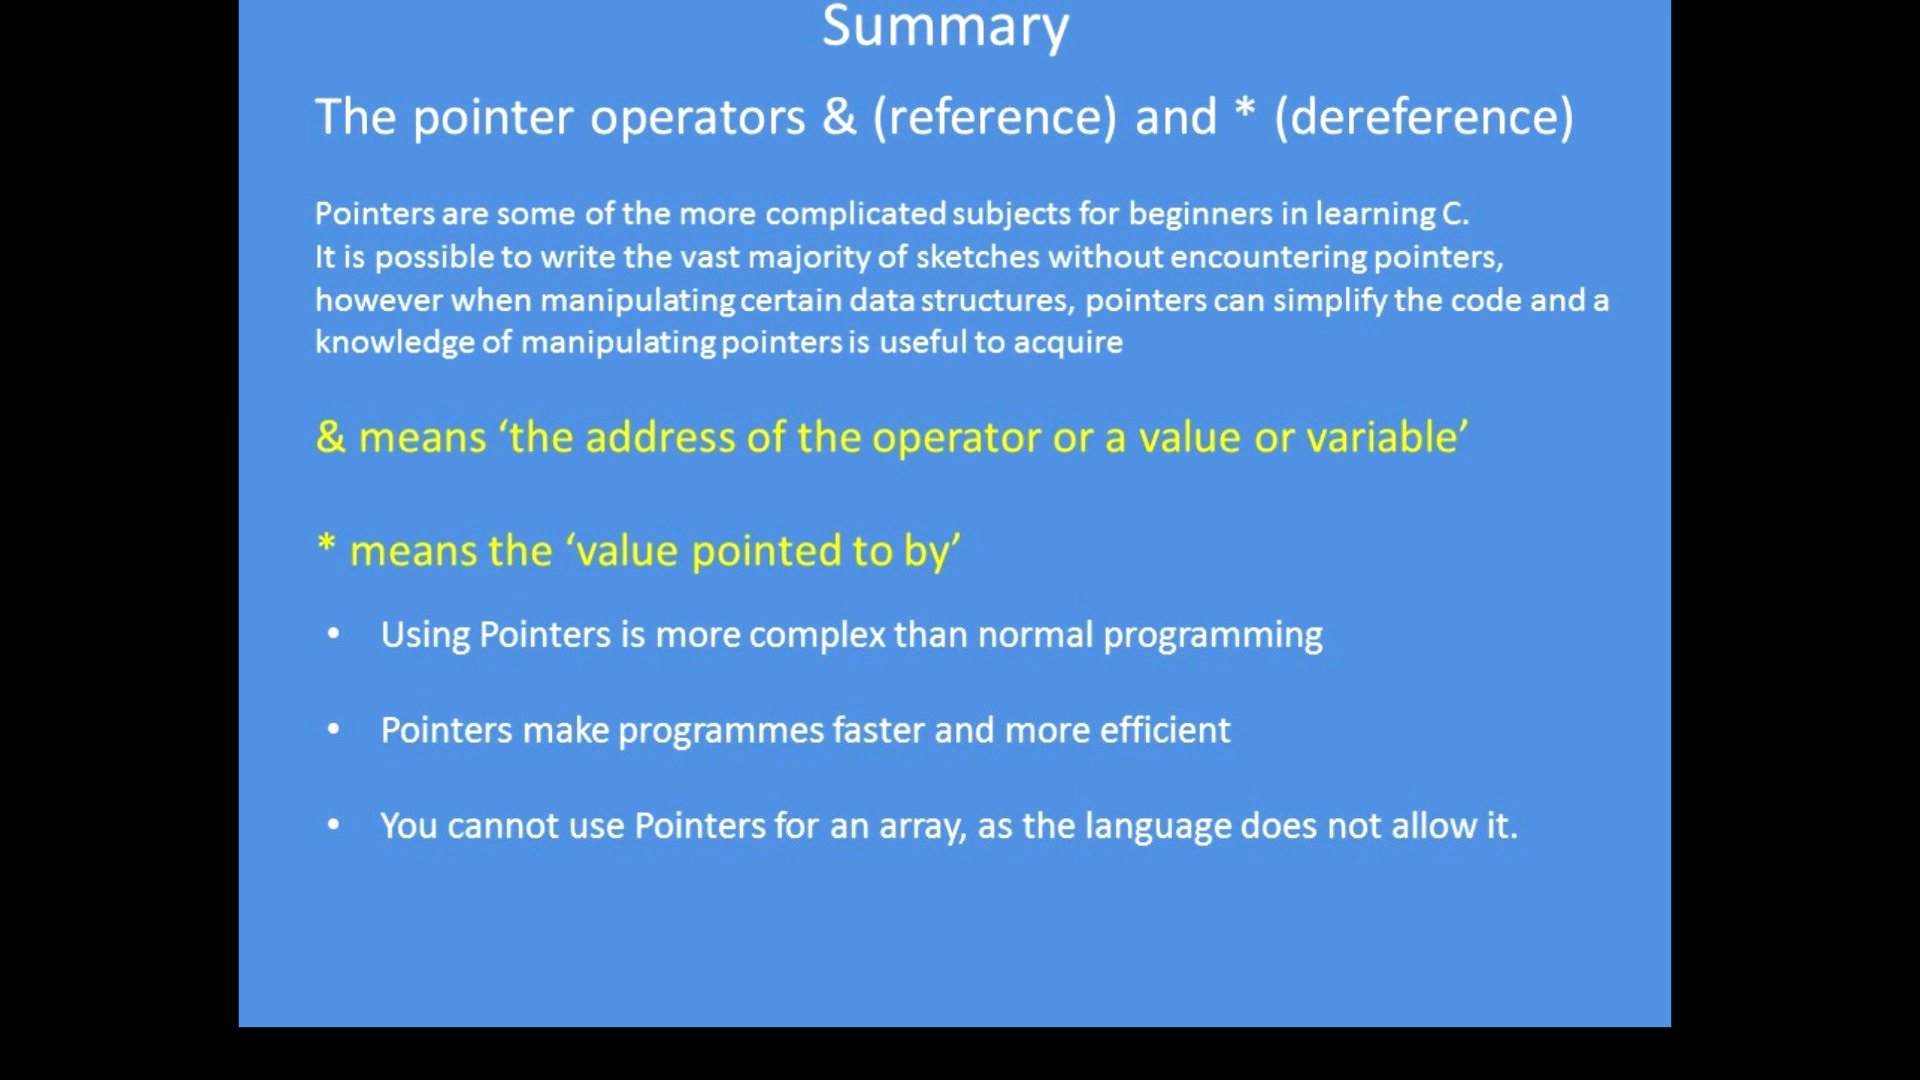 Summary
The pointer operators & (reference) and * (dereference)
Pointers are some of the more complicated subjects for beginners in learning C.
It is possible to write the vast majority of sketches without encountering pointers,
however when manipulating certain data structures, pointers can simplify the code and a
knowledge of manipulating pointers is useful to acquire
& means ‘the address of the operator or a value or variable’
* means the ‘value pointed to by’
• Using Pointers is more complex than normal programming
• Pointers make programmes faster and more efficient
• You cannot use Pointers for an array, as the language does not allow it.